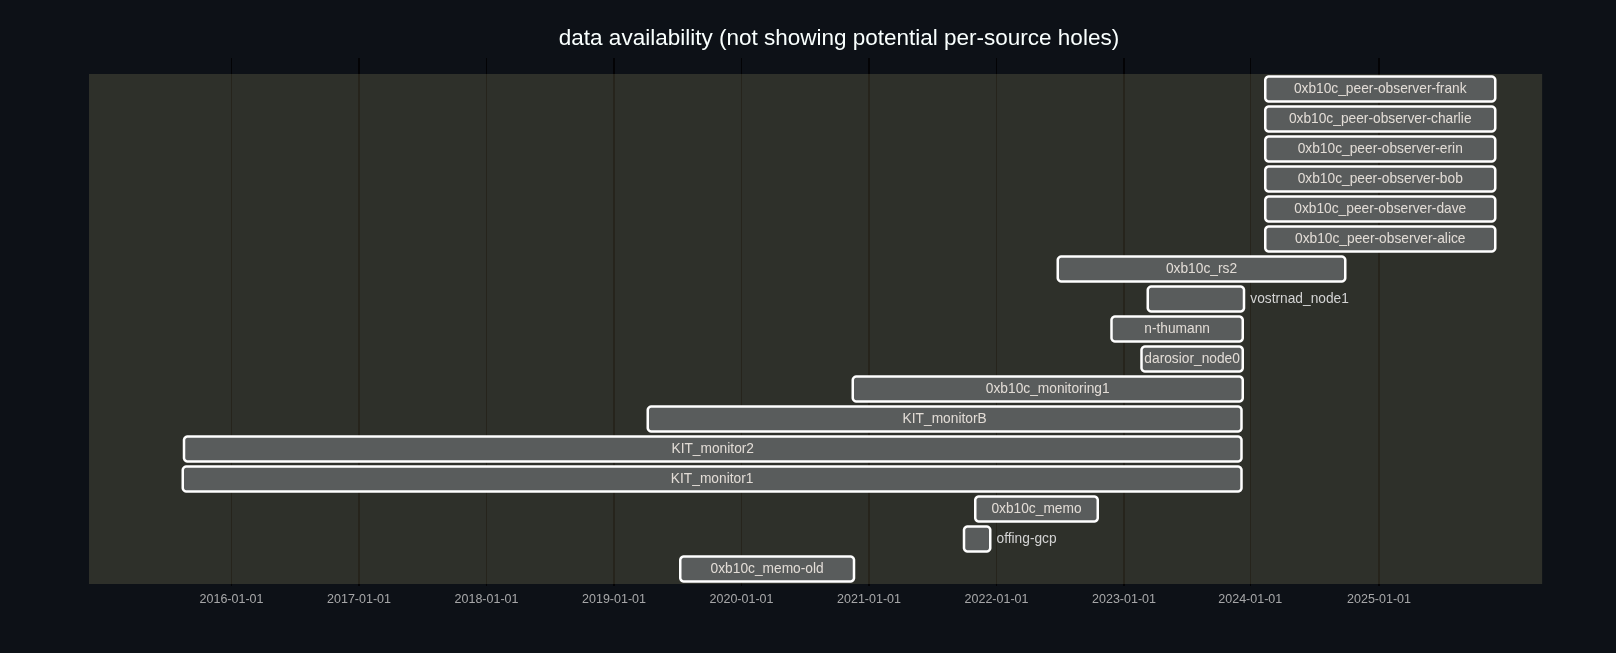 data availability (not showing potential per-source holes)
0xb10c_peer-observer-frank
0xb10c_peer-observer-charlie
0xb10c_peer-observer-erin
0xb10c_peer-observer-bob
0xb10c_peer-observer-dave
0xb10c_peer-observer-alice
0xb10c_rs2
vostrnad_node1
n-thumann
darosior_node0
0xb10c_monitoring1
KIT_monitorB
KIT_monitor2
KIT_monitor1
0xb10c_memo
offing-gcp
0xb10c_memo-old
2016-01-01 2017-01-01 2018-01-01 2019-01-01 2020-01-01 2021-01-01 2022-01-01 2023-01-01 2024-01-01 2025-01-01